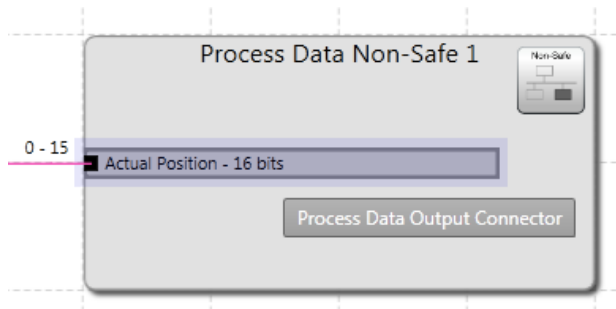 Process Data Non-Safe 1
Non-Safe
0 - 15
Actual Position - 16 bits
Process Data Output Connector